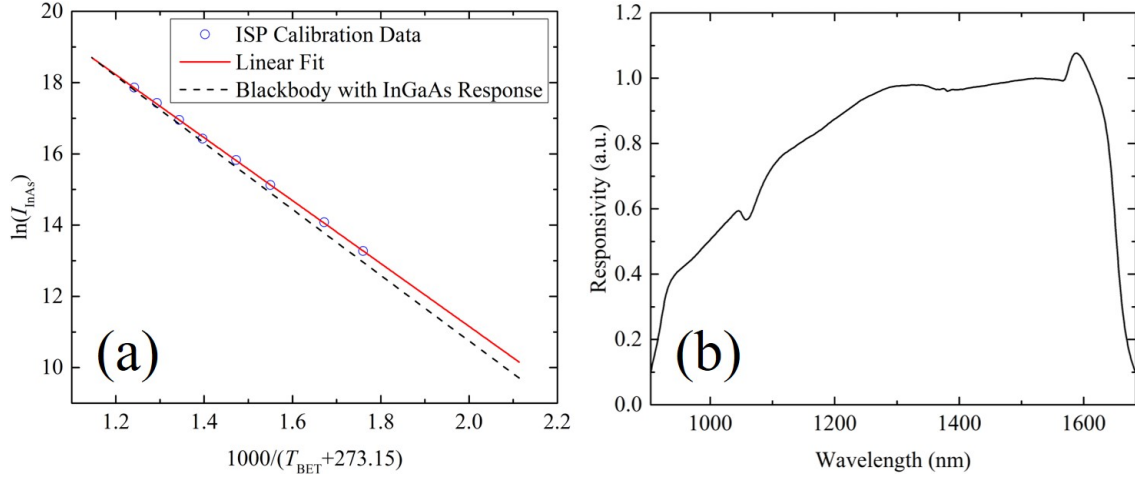 20
18
16
14
12
10
ln(I_InAs)
ISP Calibration Data
Linear Fit
Blackbody with InGaAs Response
(a)
1.2 1.4 1.6 1.8 2.0 2.2
1000/(T_BET+273.15)
1.2
1.0
0.8
0.6
0.4
0.2
0.0
Responsivity (a.u.)
(b)
1000 1200 1400 1600
Wavelength (nm)